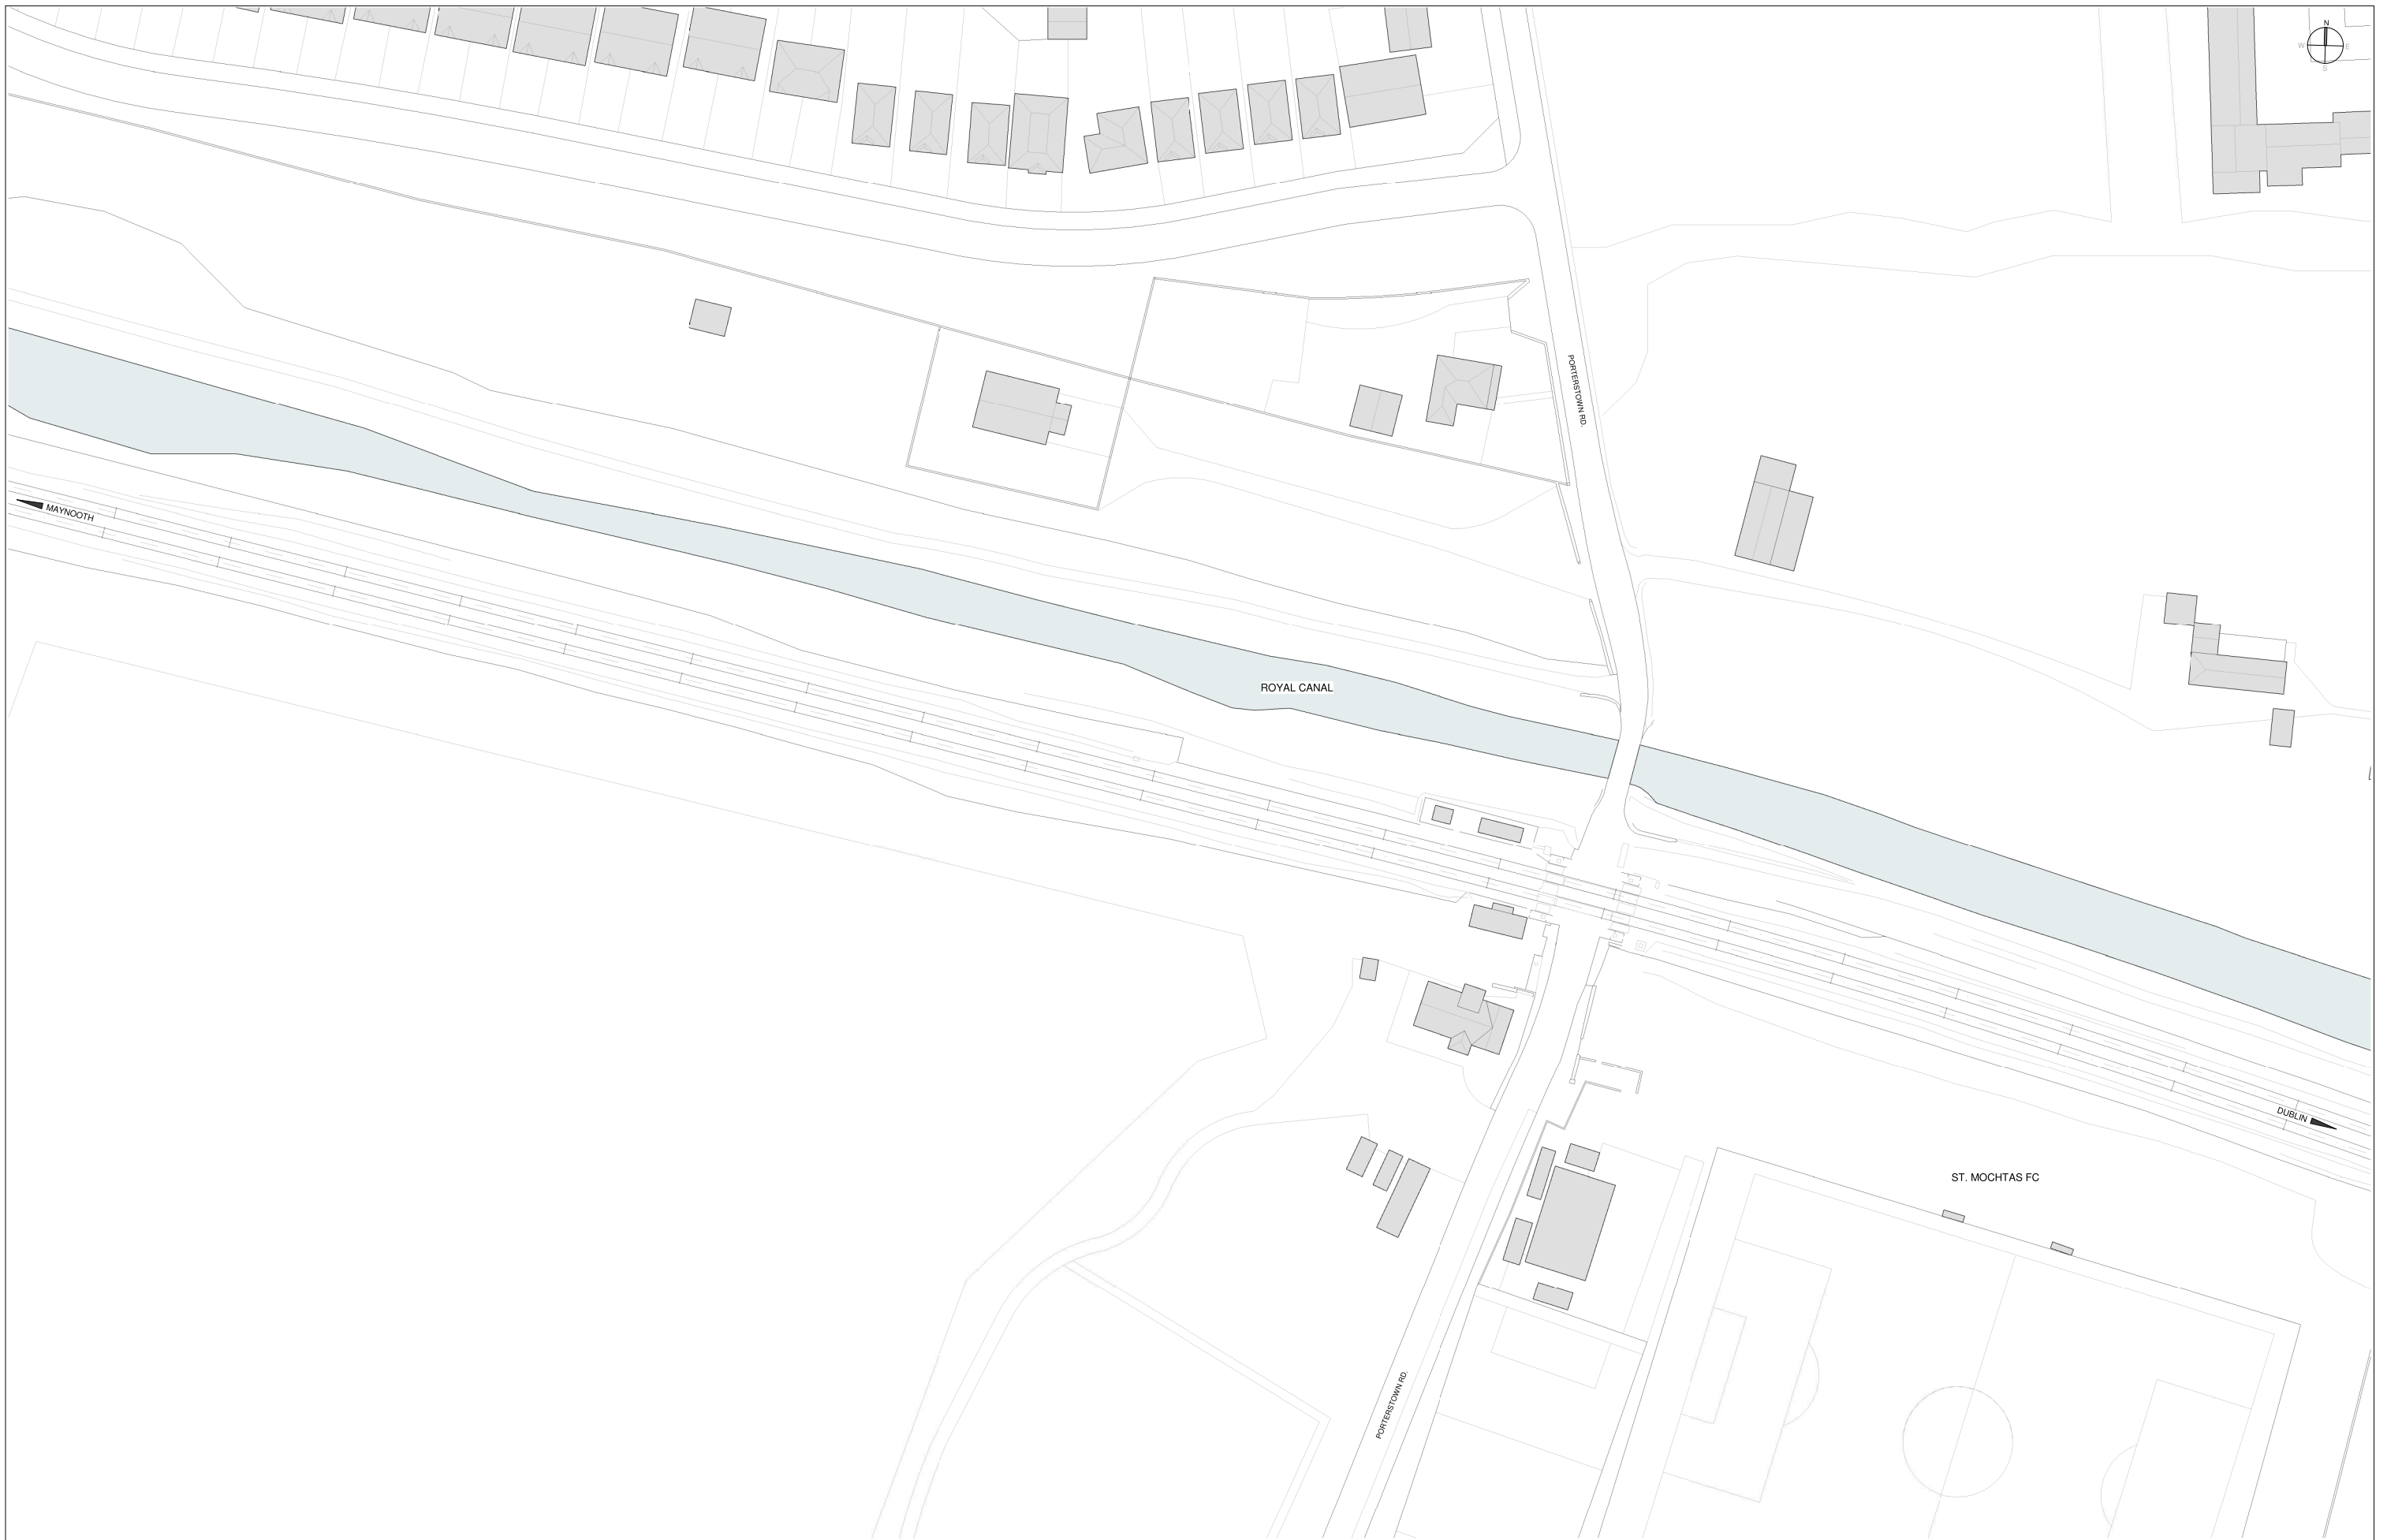 N
W E
S
PORTERSTOWN RD.
MAYNOOTH
ROYAL CANAL
DUBLIN
ST. MOCHTAS FC
PORTERSTOWN RD.